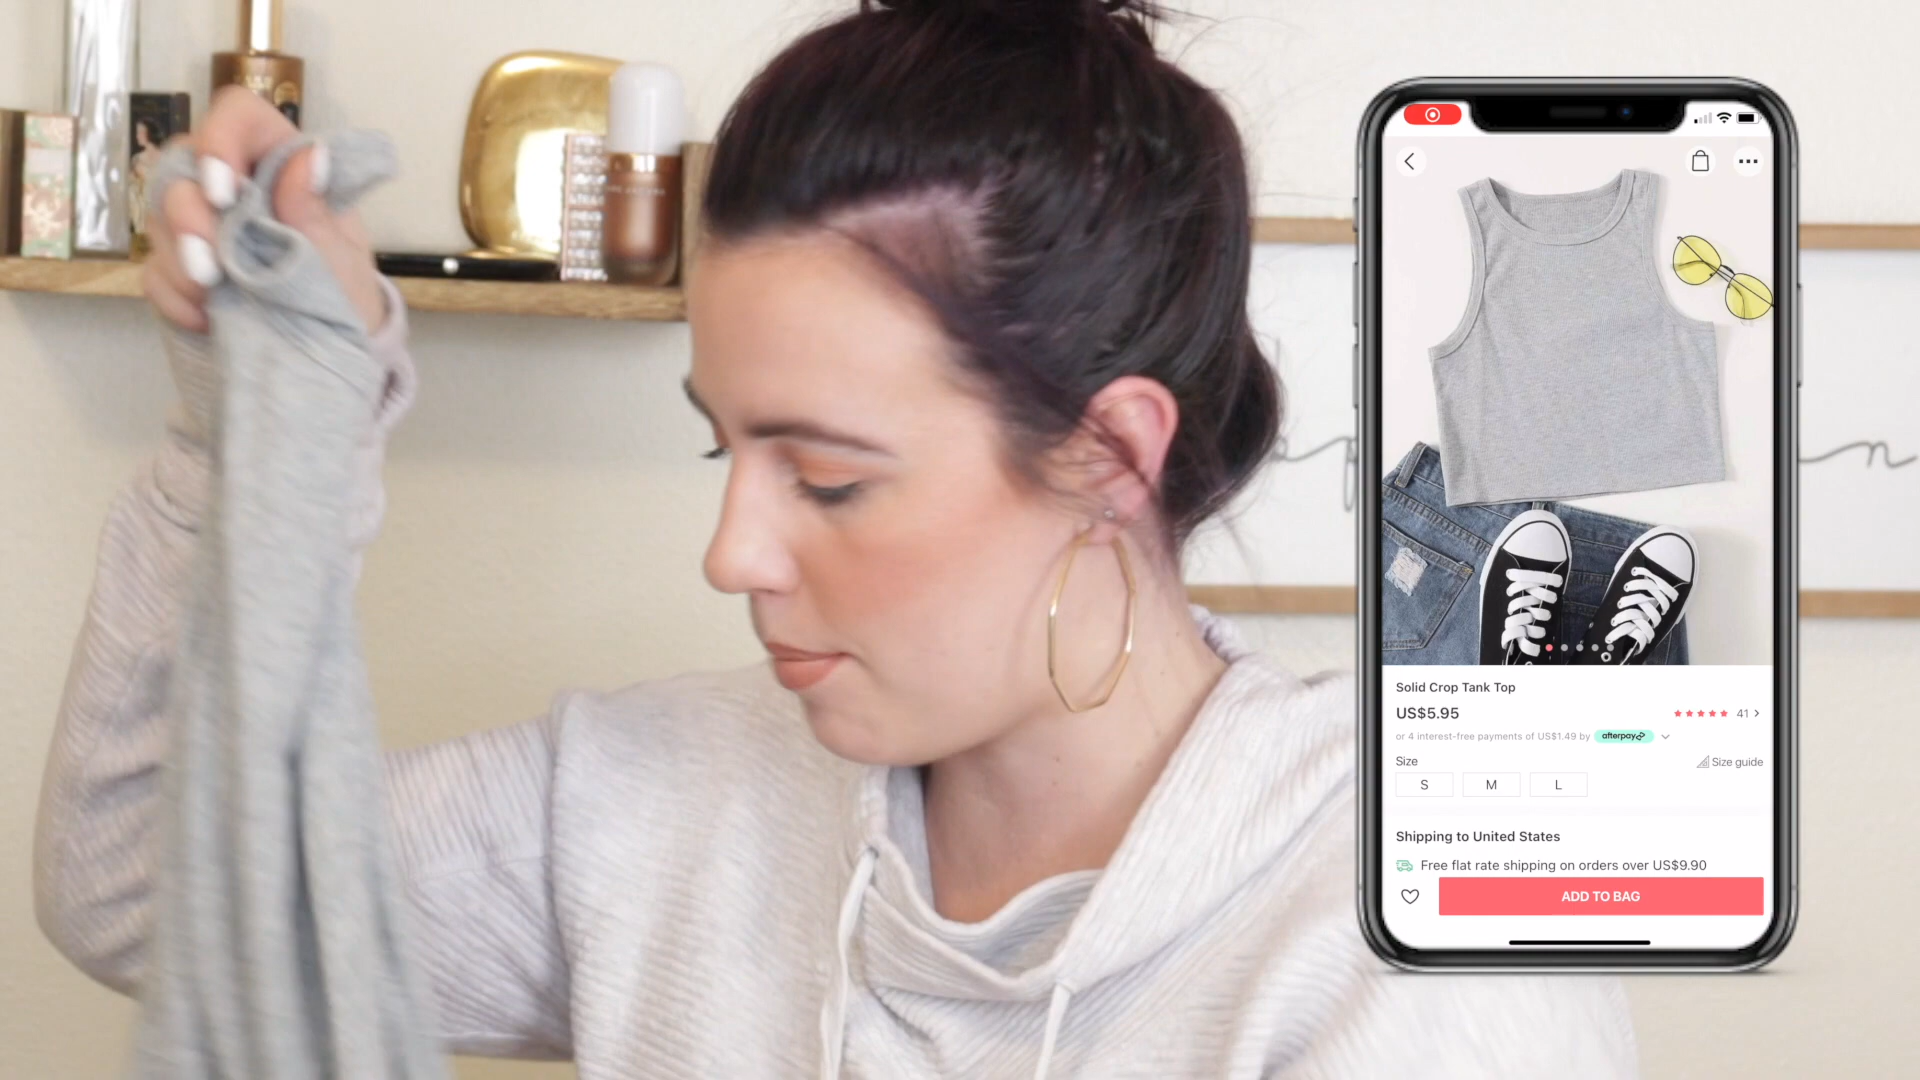 Solid Crop Tank Top
US$5.95
41
or 4 interest-free payments of US$1.49 by afterpay
Size
Size guide
S
M
L
Shipping to United States
Free flat rate shipping on orders over US$9.90
ADD TO BAG